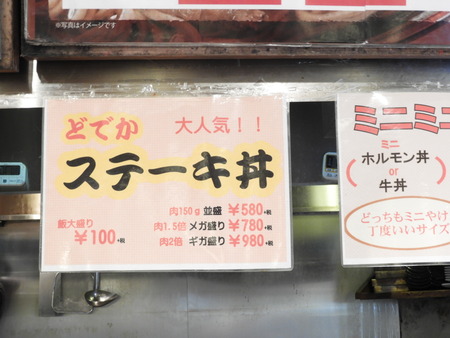 ※写真はイメージです
どでか
大人気！！
ステーキ丼
肉150g 並盛 ¥580+税
肉1.5倍 メガ盛り ¥780+税
肉2倍 ギガ盛り ¥980+税
飯大盛り
¥100+税
ミニミニ
ミニ
ホルモン丼
or
牛丼
どっちもミニやけ
丁度いいサイズ